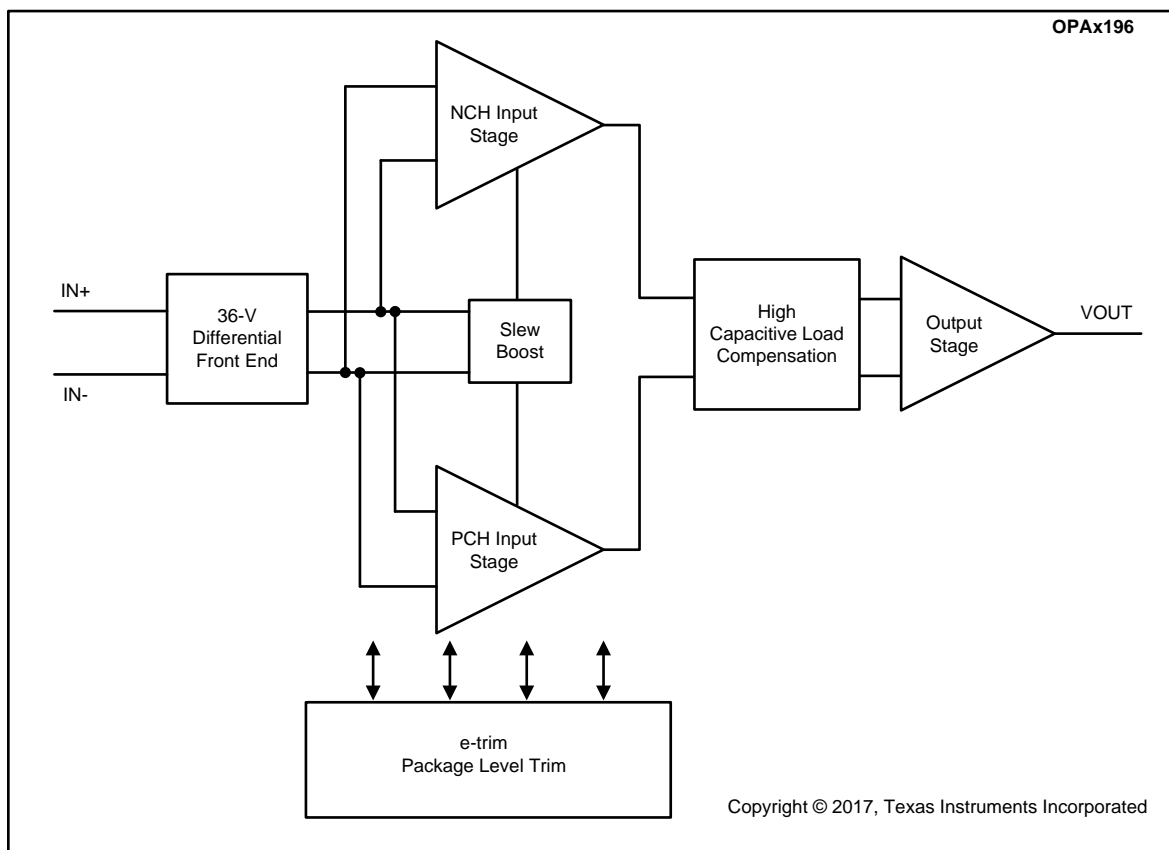 OPAx196
NCH Input
Stage
IN+
IN-
36-V
Differential
Front End
Slew
Boost
High
Capacitive Load
Compensation
Output
Stage
VOUT
PCH Input
Stage
e-trim
Package Level Trim
Copyright © 2017, Texas Instruments Incorporated